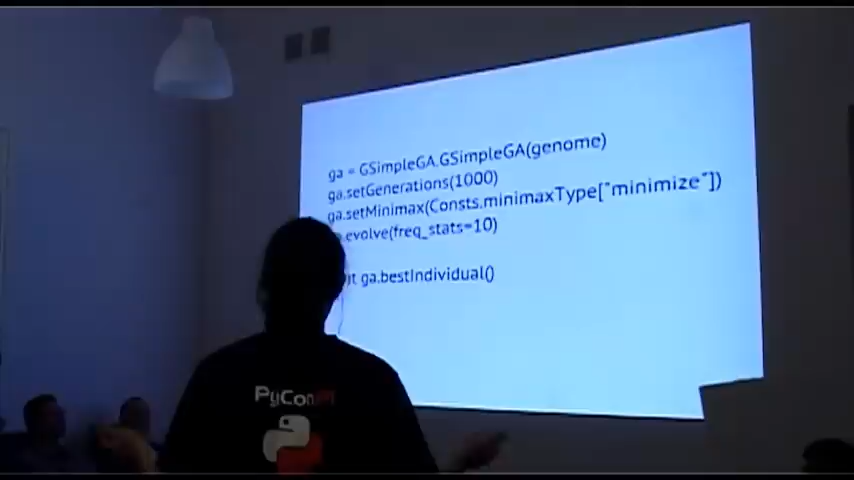 ga = GSimpleGA.GSimpleGA(genome)
ga.setGenerations(1000)
ga.setMinimax(Consts.minimaxType["minimize"])
.evolve(freq_stats=10)
ga.bestIndividual()
PyCon